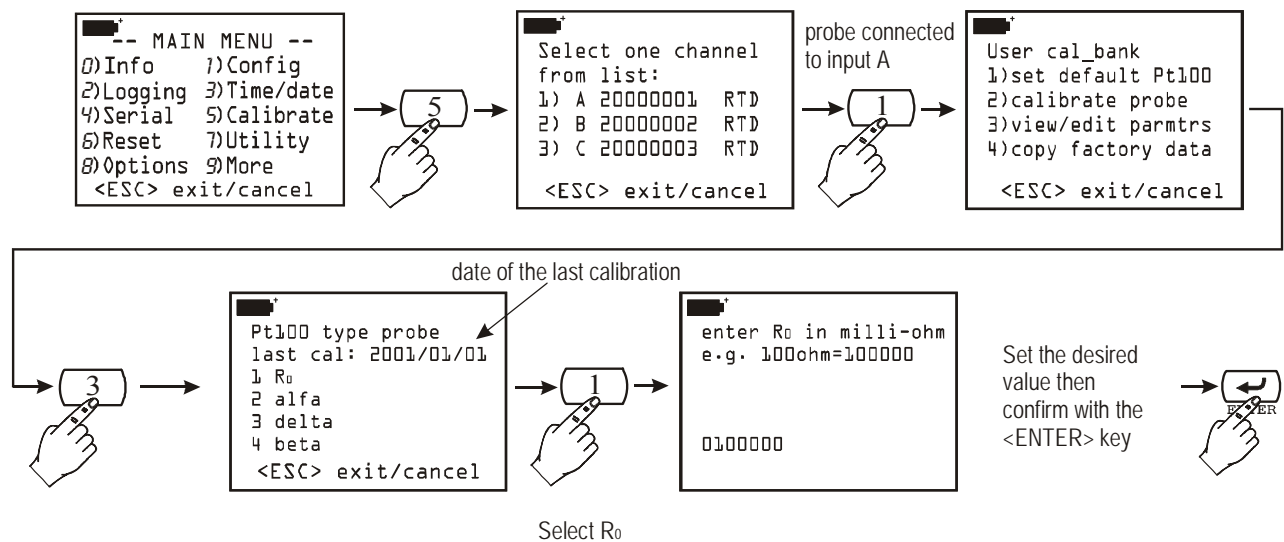 -- MAIN MENU --
0)Info 1)Config
2)Logging 3)Time/date
4)Serial 5)Calibrate
6)Reset 7)Utility
8)Options 9)More
<ESC> exit/cancel
5
Select one channel
from list:
1) A 20000001 RTD
2) B 20000002 RTD
3) C 20000003 RTD
<ESC> exit/cancel
probe connected
to input A
1
User cal_bank
1)set default Pt100
2)calibrate probe
3)view/edit parmtrs
4)copy factory data
<ESC> exit/cancel
3
date of the last calibration
Pt100 type probe
last cal: 2001/01/01
1 R0
2 alfa
3 delta
4 beta
<ESC> exit/cancel
1
Select R0
enter R0 in milli-ohm
e.g. 100ohm=100000
0100000
Set the desired
value then
confirm with the
<ENTER> key
ENTER